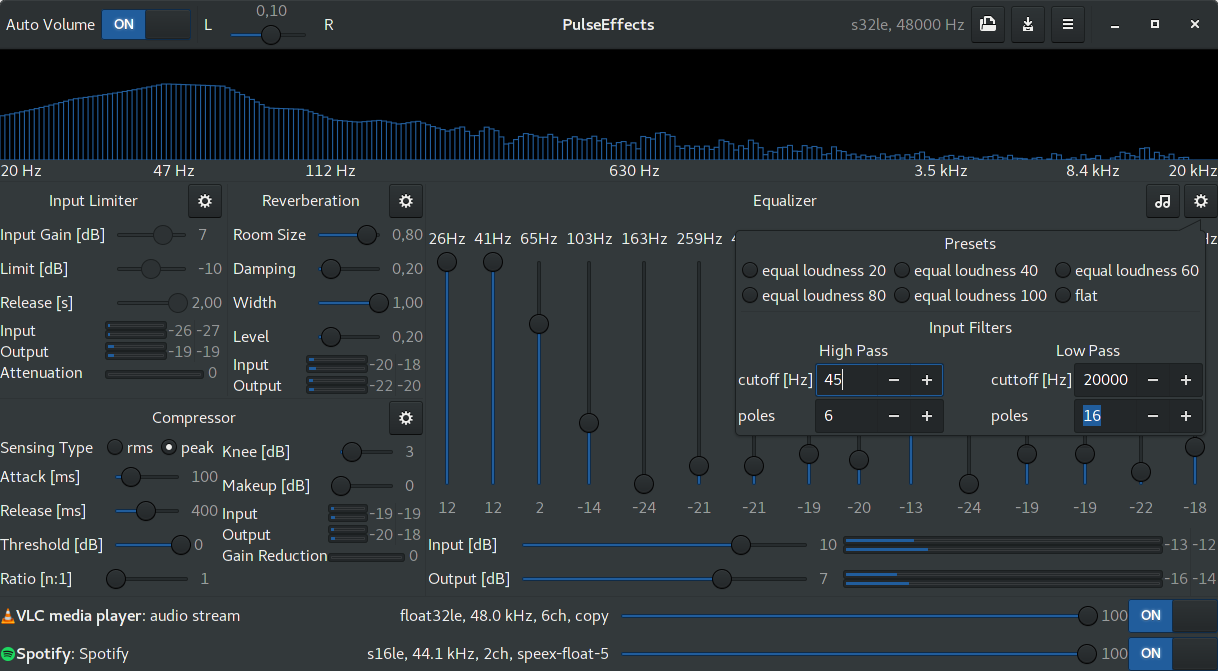 Auto Volume ON L 0,10 R PulseEffects s32le, 48000 Hz
20 Hz 47 Hz 112 Hz 630 Hz 3.5 kHz 8.4 kHz 20 kHz
Input Limiter
Input Gain [dB] 7
Limit [dB] -10
Release [s] 2,00
Input -26 -27
Output -19 -19
Attenuation 0
Reverberation
Room Size 0,80
Damping 0,20
Width 1,00
Level 0,20
Input -20 -18
Output -22 -20
Compressor
Sensing Type rms peak
Attack [ms] 100
Release [ms] 400
Threshold [dB] 0
Ratio [n:1] 1
Knee [dB] 3
Makeup [dB] 0
Input -19 -19
Output -20 -18
Gain Reduction 0
Equalizer
26Hz 41Hz 65Hz 103Hz 163Hz 259Hz
Presets
equal loudness 20 equal loudness 40 equal loudness 60
equal loudness 80 equal loudness 100 flat
Input Filters
High Pass Low Pass
cutoff [Hz] 45 − + cuttoff [Hz] 20000 − +
poles 6 − + poles 16 − +
12 12 2 -14 -24 -21 -21 -19 -20 -13 -24 -19 -19 -22 -18
Input [dB] 10 -13 -12
Output [dB] 7 -16 -14
VLC media player: audio stream float32le, 48.0 kHz, 6ch, copy 100 ON
Spotify: Spotify s16le, 44.1 kHz, 2ch, speex-float-5 100 ON